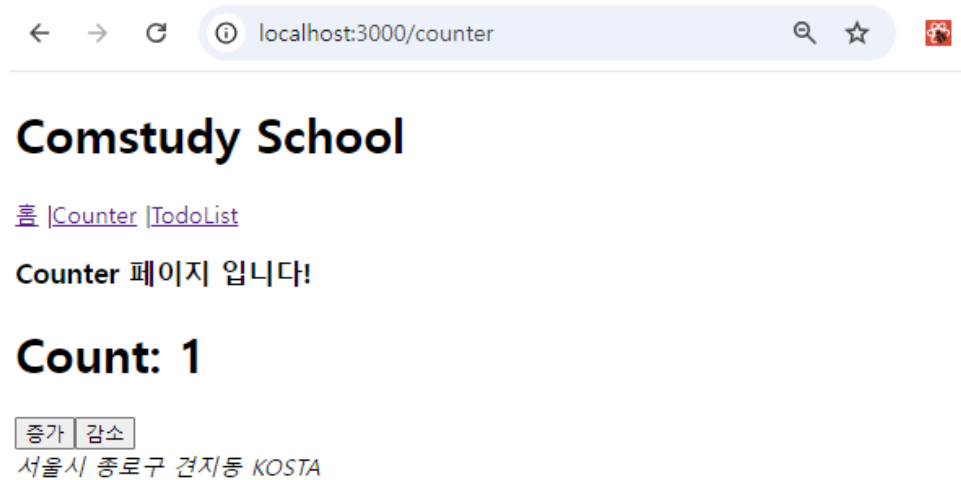 localhost:3000/counter
Comstudy School
홈 |Counter |TodoList
Counter 페이지 입니다!
Count: 1
증가 감소
서울시 종로구 견지동 KOSTA